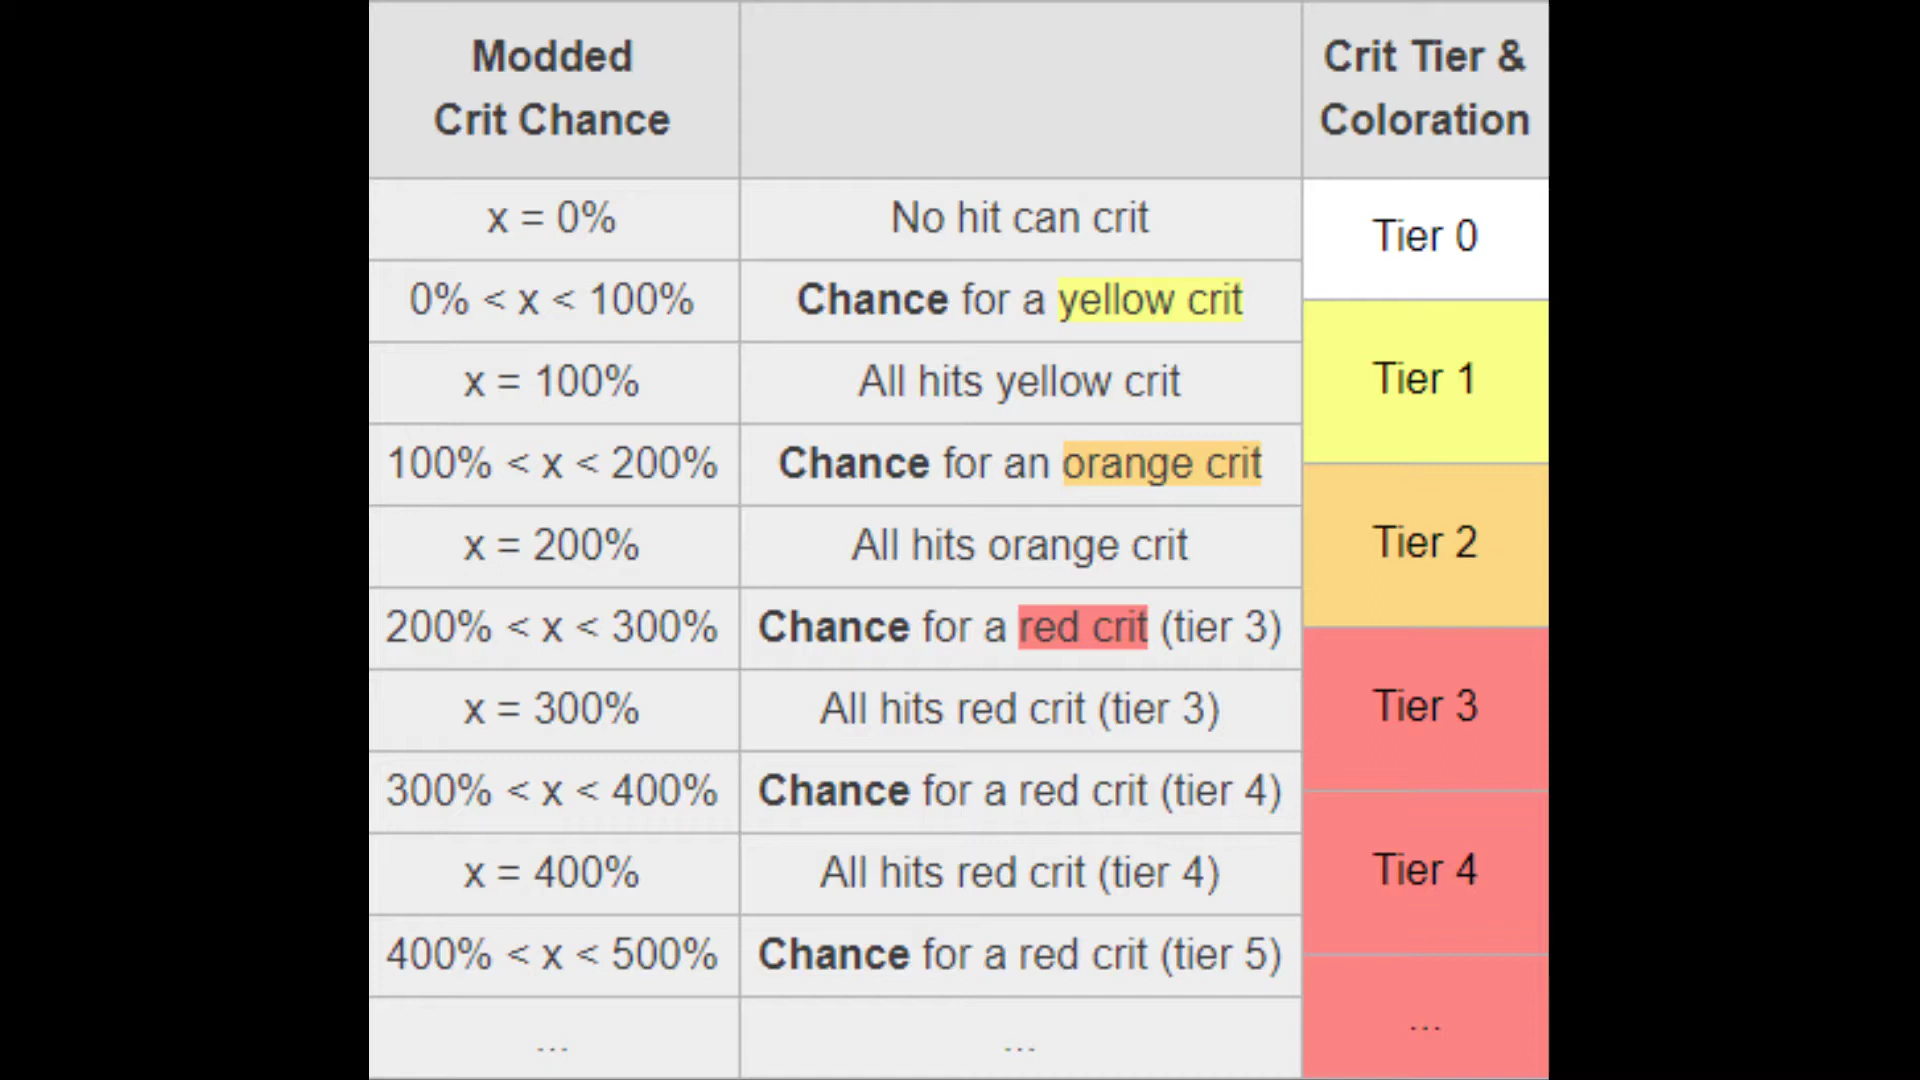 Modded
Crit Chance
Crit Tier &
Coloration
x = 0%
No hit can crit
Tier 0
0% < x < 100%
Chance for a yellow crit
x = 100%
All hits yellow crit
Tier 1
100% < x < 200%
Chance for an orange crit
x = 200%
All hits orange crit
Tier 2
200% < x < 300%
Chance for a red crit (tier 3)
x = 300%
All hits red crit (tier 3)
Tier 3
300% < x < 400%
Chance for a red crit (tier 4)
x = 400%
All hits red crit (tier 4)
Tier 4
400% < x < 500%
Chance for a red crit (tier 5)
...
...
...